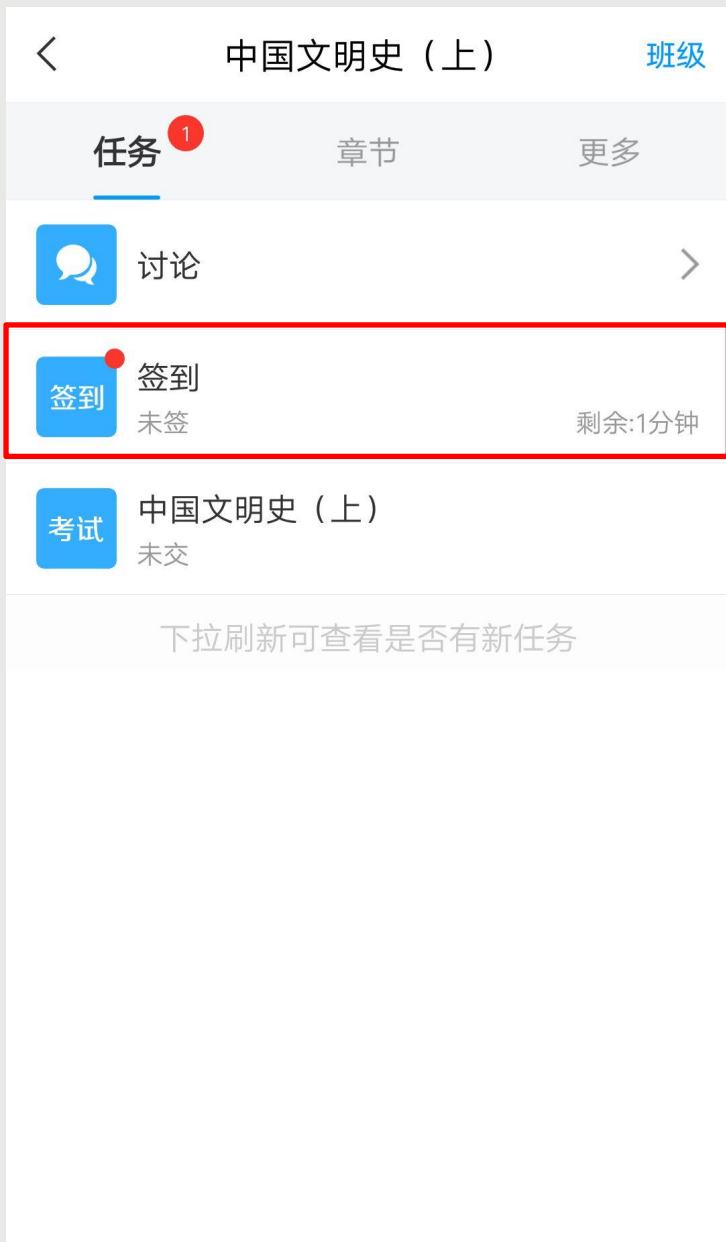 中国文明史（上）
班级
任务
1
章节
更多
讨论
签到
签到
未签
剩余:1分钟
考试
中国文明史（上）
未交
下拉刷新可查看是否有新任务